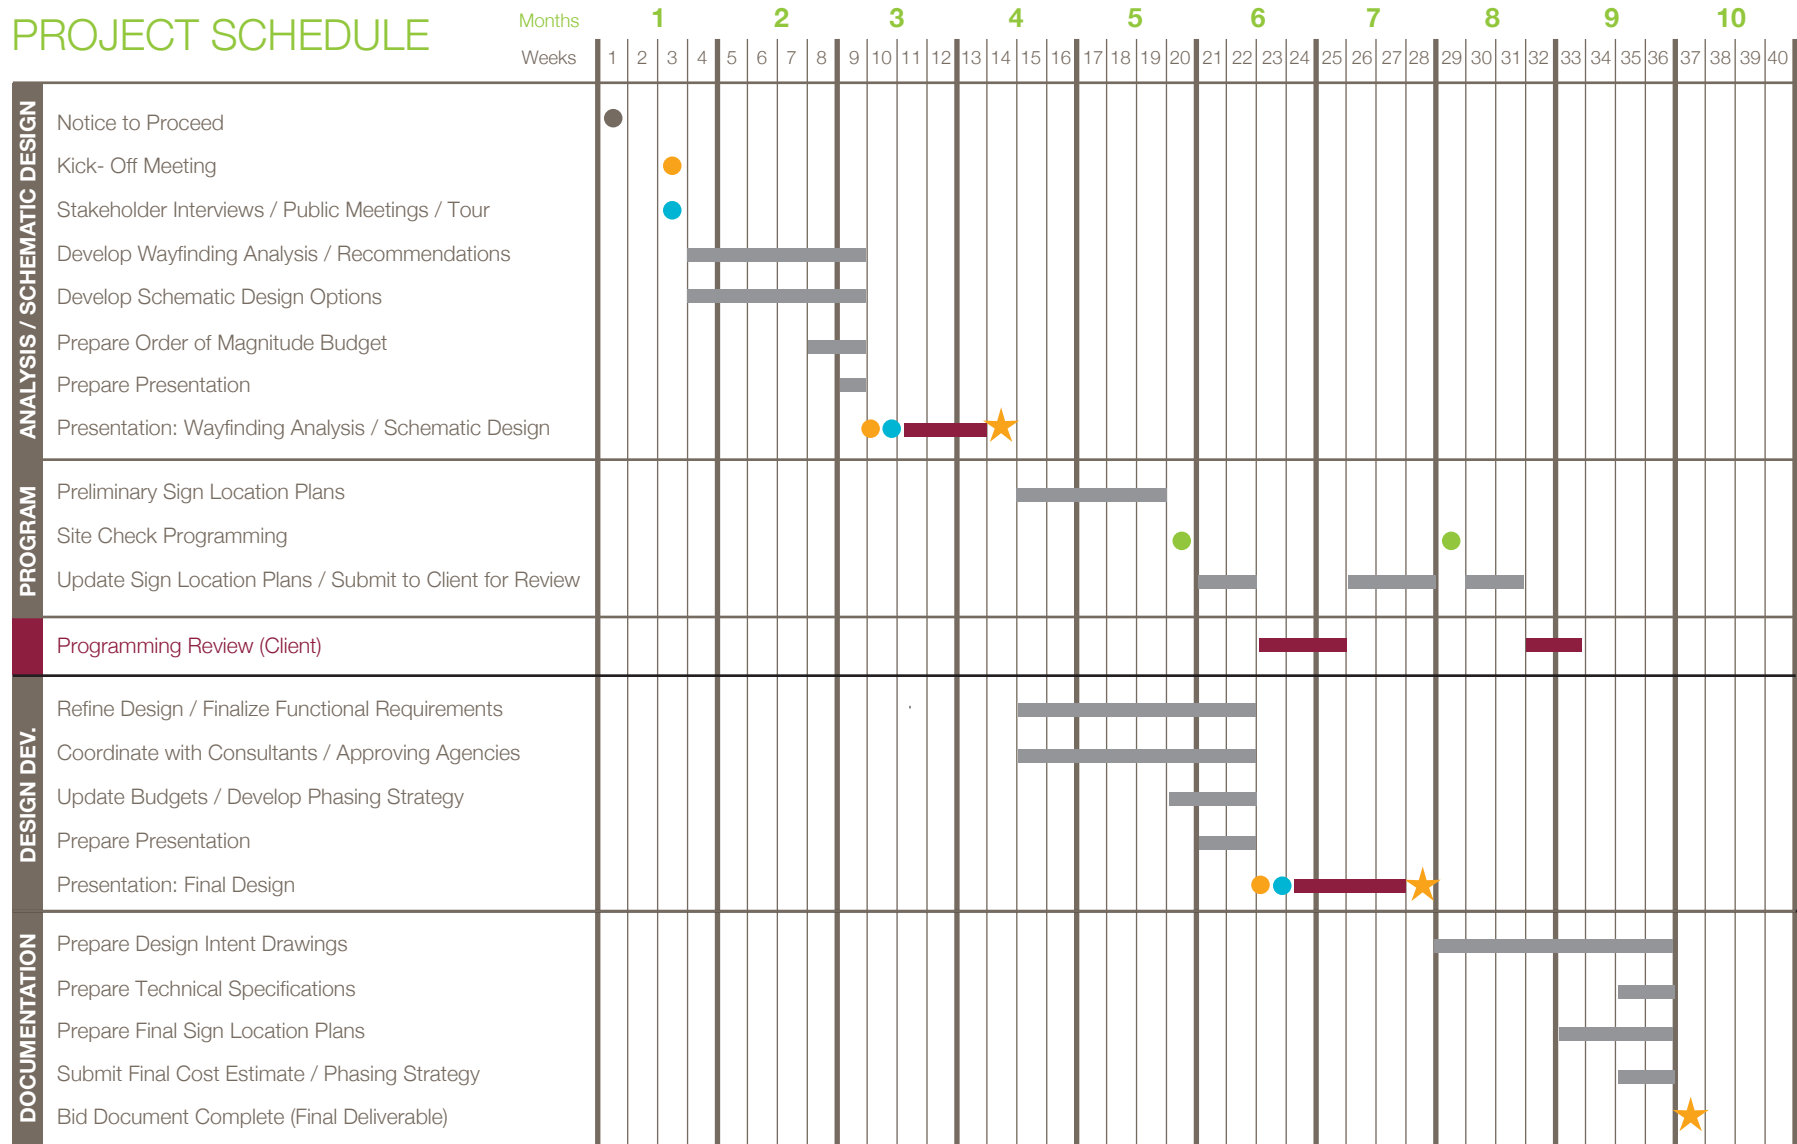 PROJECT SCHEDULE
Months 1 2 3 4 5 6 7 8 9 10
Weeks 1 2 3 4 5 6 7 8 9 10 11 12 13 14 15 16 17 18 19 20 21 22 23 24 25 26 27 28 29 30 31 32 33 34 35 36 37 38 39 40
ANALYSIS / SCHEMATIC DESIGN
Notice to Proceed
Kick- Off Meeting
Stakeholder Interviews / Public Meetings / Tour
Develop Wayfinding Analysis / Recommendations
Develop Schematic Design Options
Prepare Order of Magnitude Budget
Prepare Presentation
Presentation: Wayfinding Analysis / Schematic Design
PROGRAM
Preliminary Sign Location Plans
Site Check Programming
Update Sign Location Plans / Submit to Client for Review
Programming Review (Client)
DESIGN DEV.
Refine Design / Finalize Functional Requirements
Coordinate with Consultants / Approving Agencies
Update Budgets / Develop Phasing Strategy
Prepare Presentation
Presentation: Final Design
DOCUMENTATION
Prepare Design Intent Drawings
Prepare Technical Specifications
Prepare Final Sign Location Plans
Submit Final Cost Estimate / Phasing Strategy
Bid Document Complete (Final Deliverable)